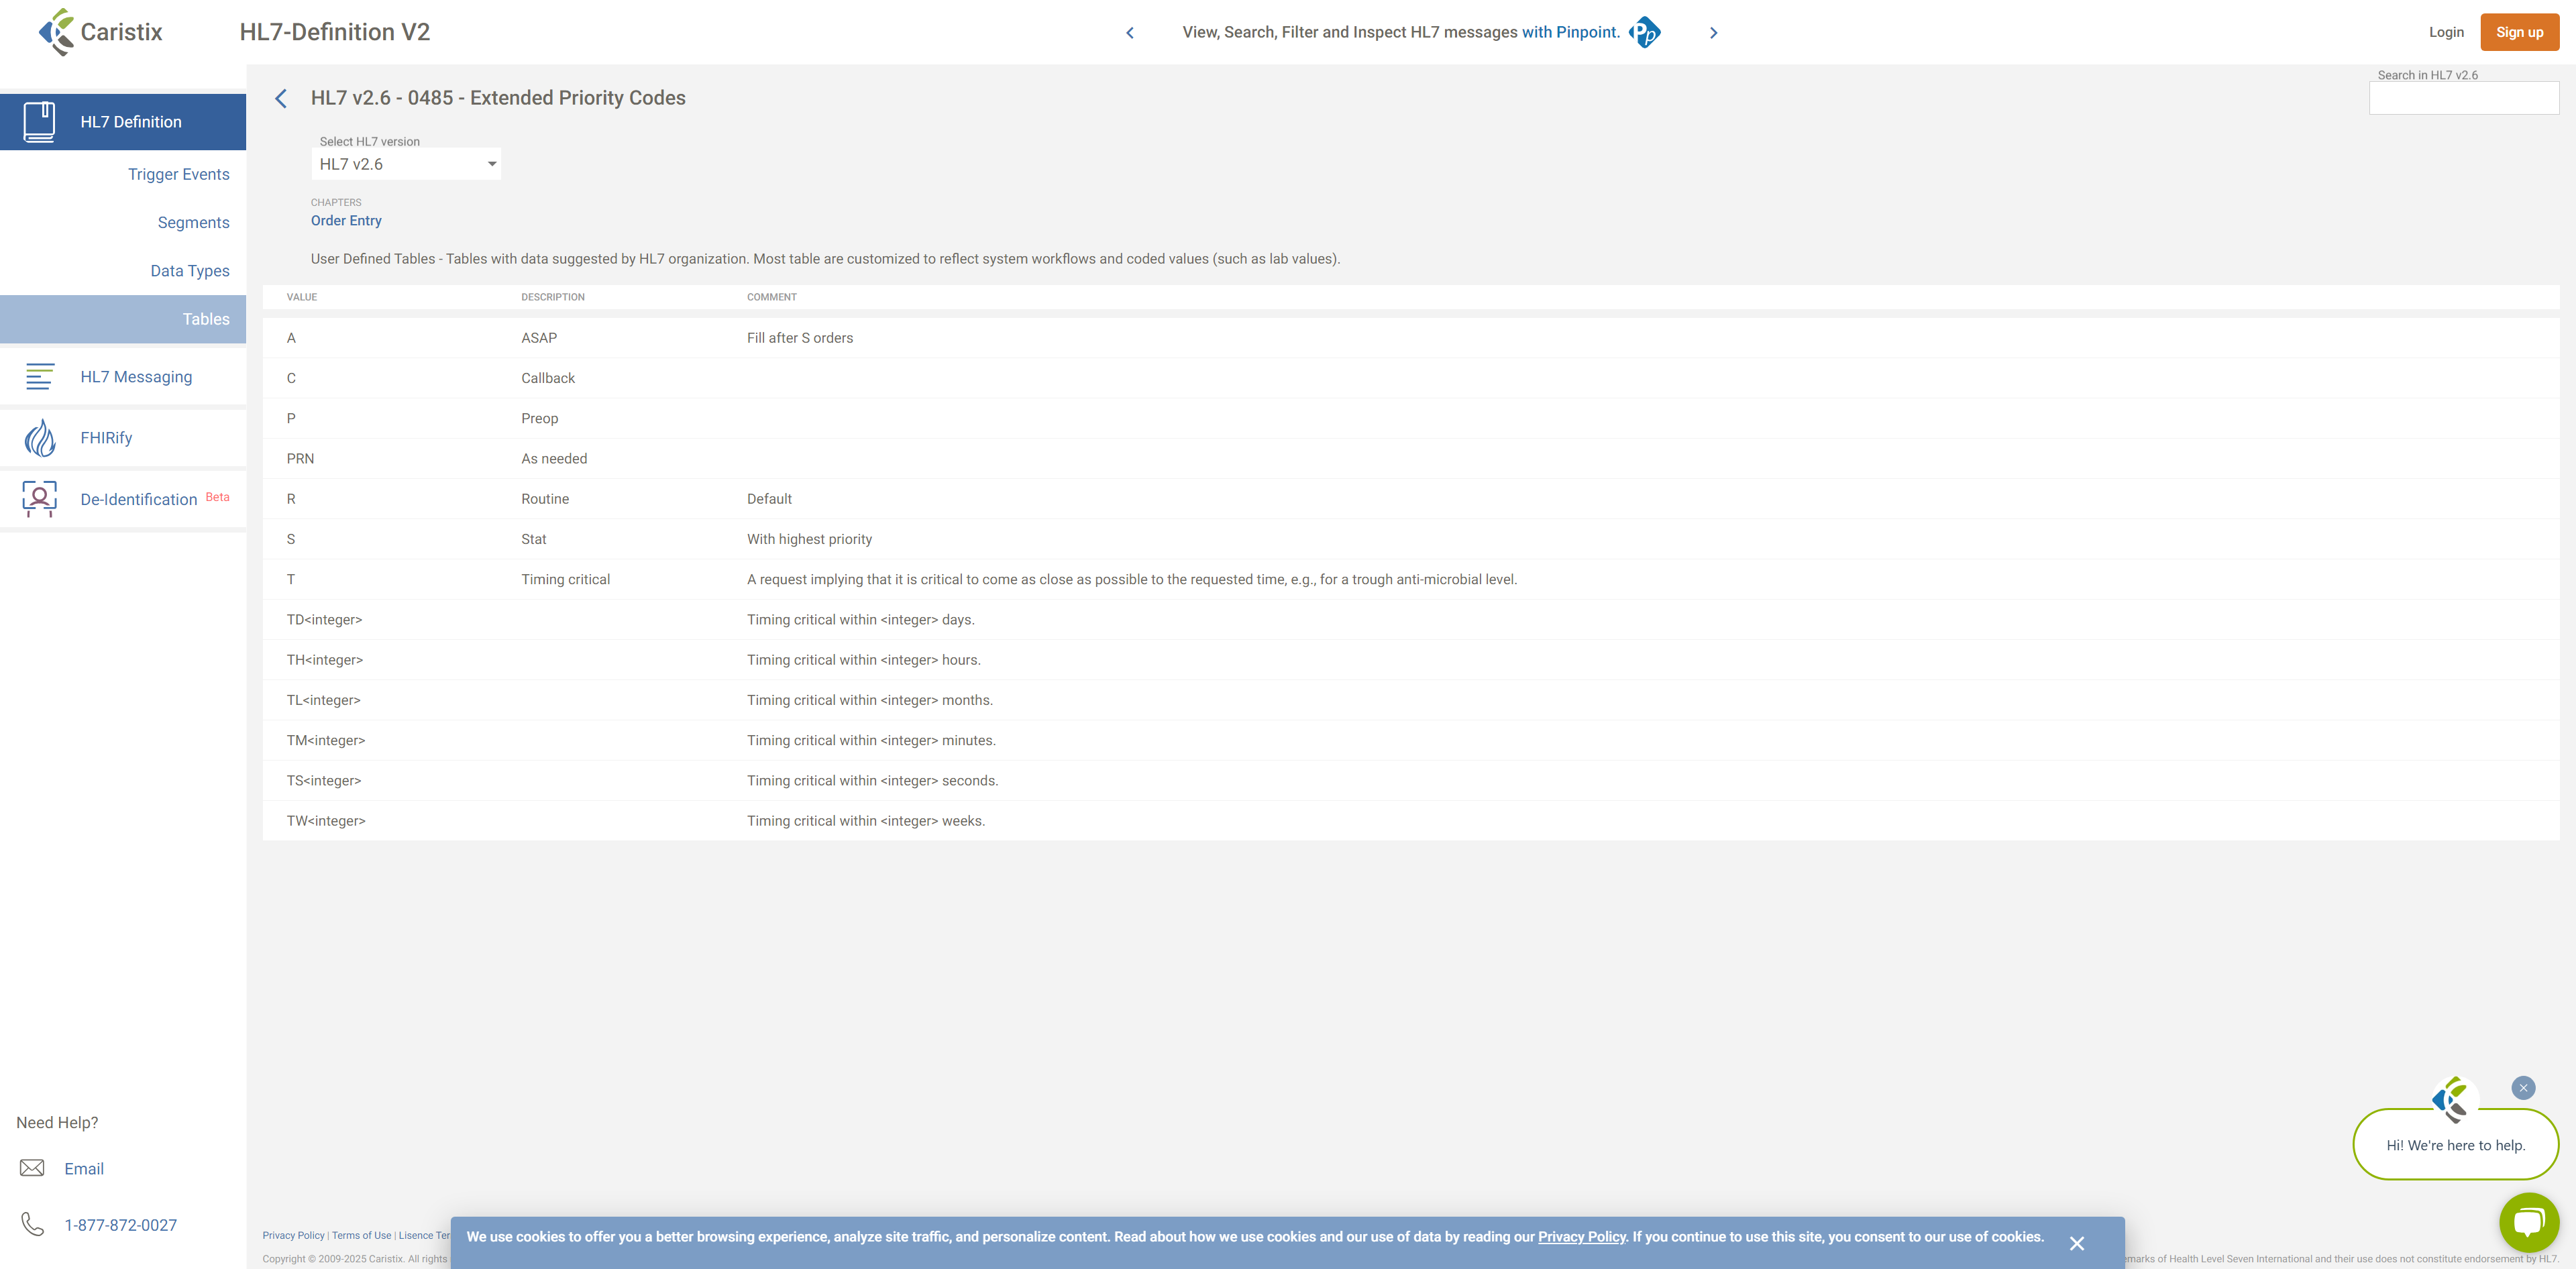 Caristix
HL7-Definition V2
View, Search, Filter and Inspect HL7 messages with Pinpoint.
Pp
Login
Sign up
HL7 Definition
Trigger Events
Segments
Data Types
Tables
HL7 Messaging
FHIRify
De-Identification Beta
Need Help?
Email
1-877-872-0027
HL7 v2.6 - 0485 - Extended Priority Codes
Search in HL7 v2.6
Select HL7 version
HL7 v2.6
CHAPTERS
Order Entry
User Defined Tables - Tables with data suggested by HL7 organization. Most table are customized to reflect system workflows and coded values (such as lab values).
VALUE DESCRIPTION COMMENT
A ASAP Fill after S orders
C Callback
P Preop
PRN As needed
R Routine Default
S Stat With highest priority
T Timing critical A request implying that it is critical to come as close as possible to the requested time, e.g., for a trough anti-microbial level.
TD<integer> Timing critical within <integer> days.
TH<integer> Timing critical within <integer> hours.
TL<integer> Timing critical within <integer> months.
TM<integer> Timing critical within <integer> minutes.
TS<integer> Timing critical within <integer> seconds.
TW<integer> Timing critical within <integer> weeks.
Hi! We're here to help.
Privacy Policy | Terms of Use | Lisence Ter
We use cookies to offer you a better browsing experience, analyze site traffic, and personalize content. Read about how we use cookies and our use of data by reading our Privacy Policy. If you continue to use this site, you consent to our use of cookies.
Copyright © 2009-2025 Caristix. All rights
emarks of Health Level Seven International and their use does not constitute endorsement by HL7.